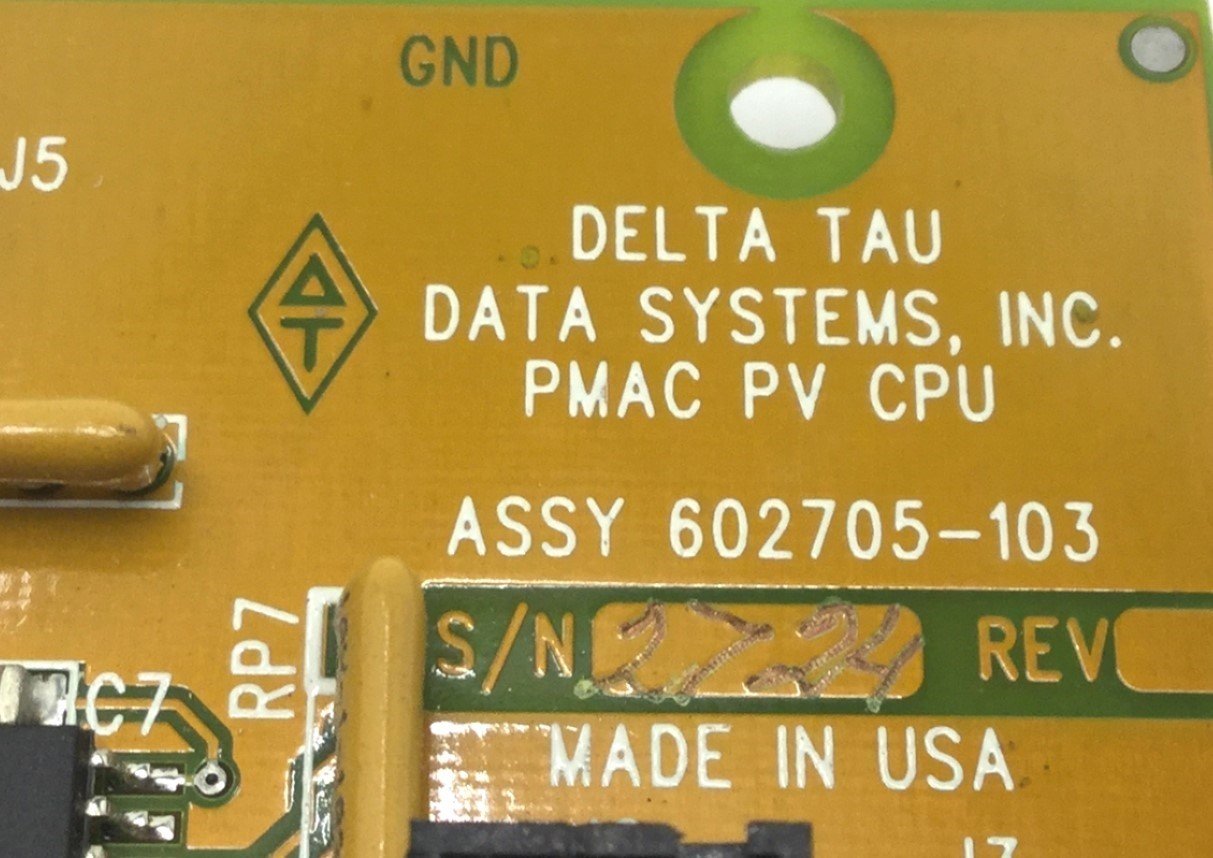 GND
J5
DELTA TAU
DATA SYSTEMS, INC.
PMAC PV CPU
ASSY 602705-103
S/N 2724 REV
RP7
C7
MADE IN USA